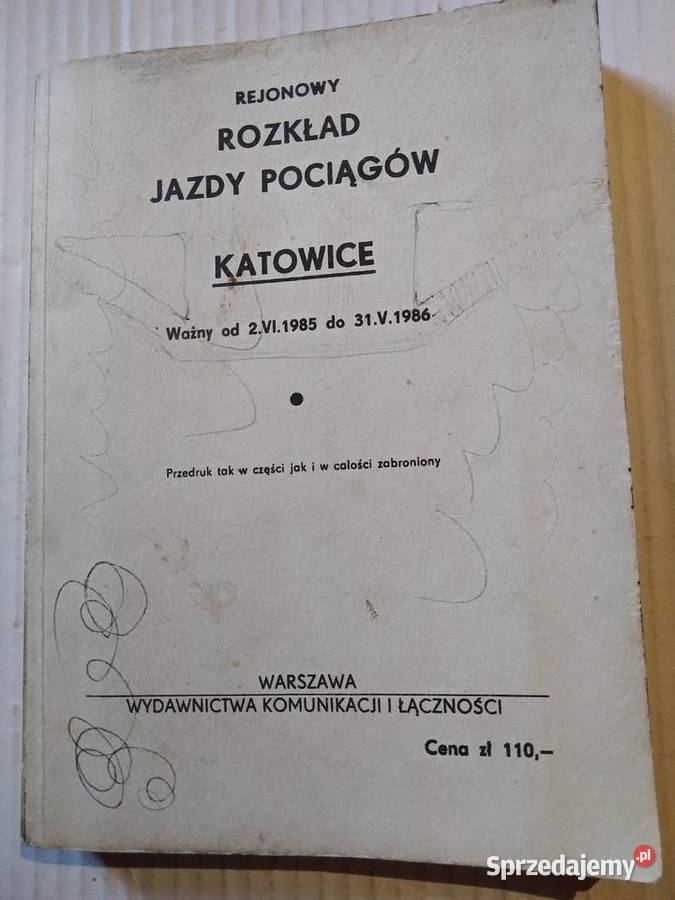 REJONOWY
ROZKŁAD
JAZDY POCIĄGÓW
KATOWICE
Ważny od 2.VI.1985 do 31.V.1986
Przedruk tak w części jak i w całości zabroniony
WARSZAWA
WYDAWNICTWA KOMUNIKACJI I ŁĄCZNOŚCI
Cena zł 110,—
Sprzedajemy.pl